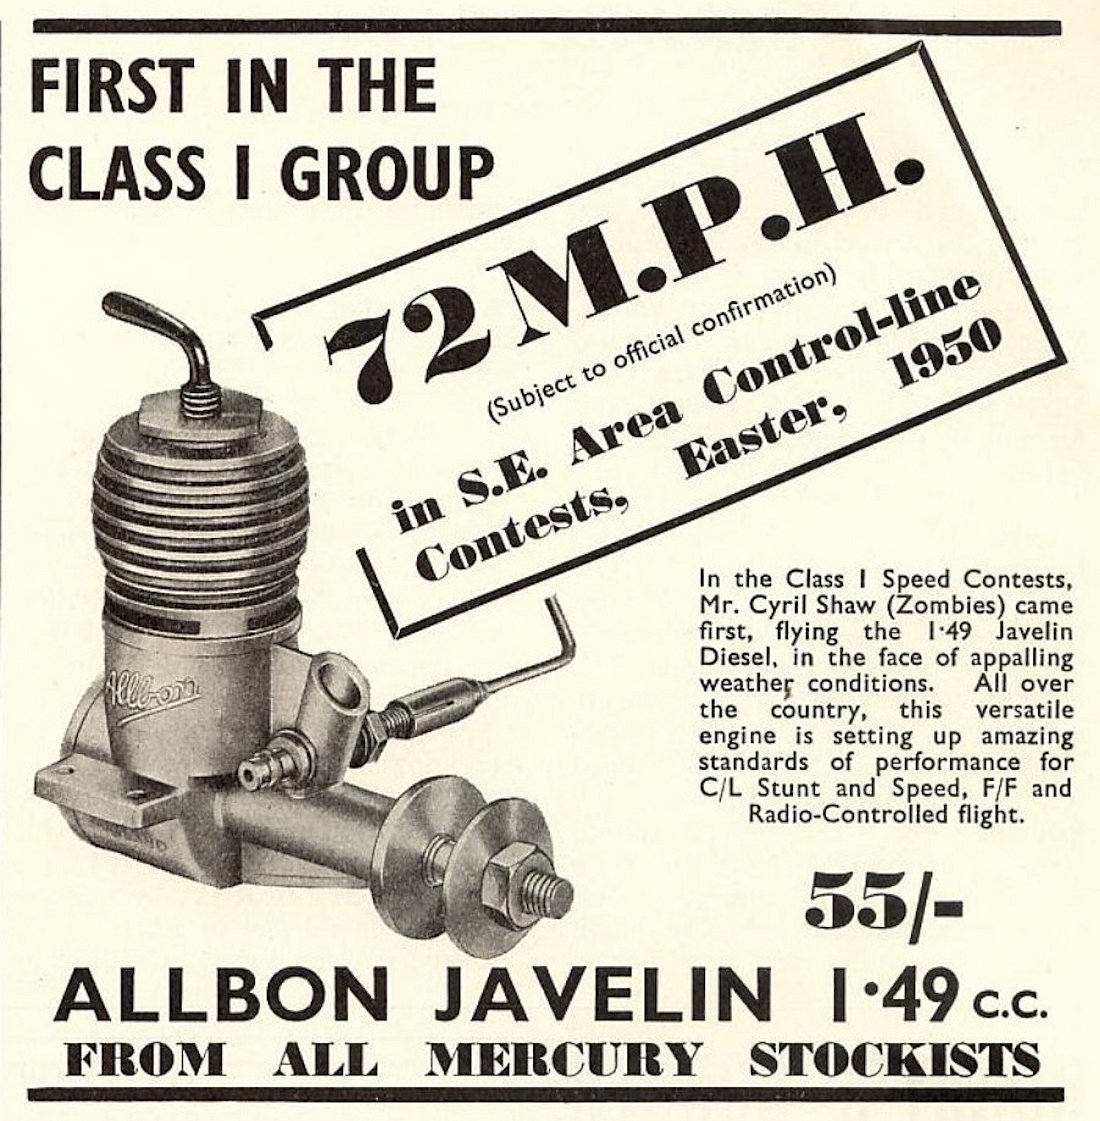 FIRST IN THE
CLASS I GROUP
72 M.P.H.
(Subject to official confirmation)
in S.E. Area Control-line
Contests, Easter, 1950
Allbon
In the Class I Speed Contests,
Mr. Cyril Shaw (Zombies) came
first, flying the 1·49 Javelin
Diesel, in the face of appalling
weather conditions. All over
the country, this versatile
engine is setting up amazing
standards of performance for
C/L Stunt and Speed, F/F and
Radio-Controlled flight.
55/-
ALLBON JAVELIN 1·49 C.C.
FROM ALL MERCURY STOCKISTS